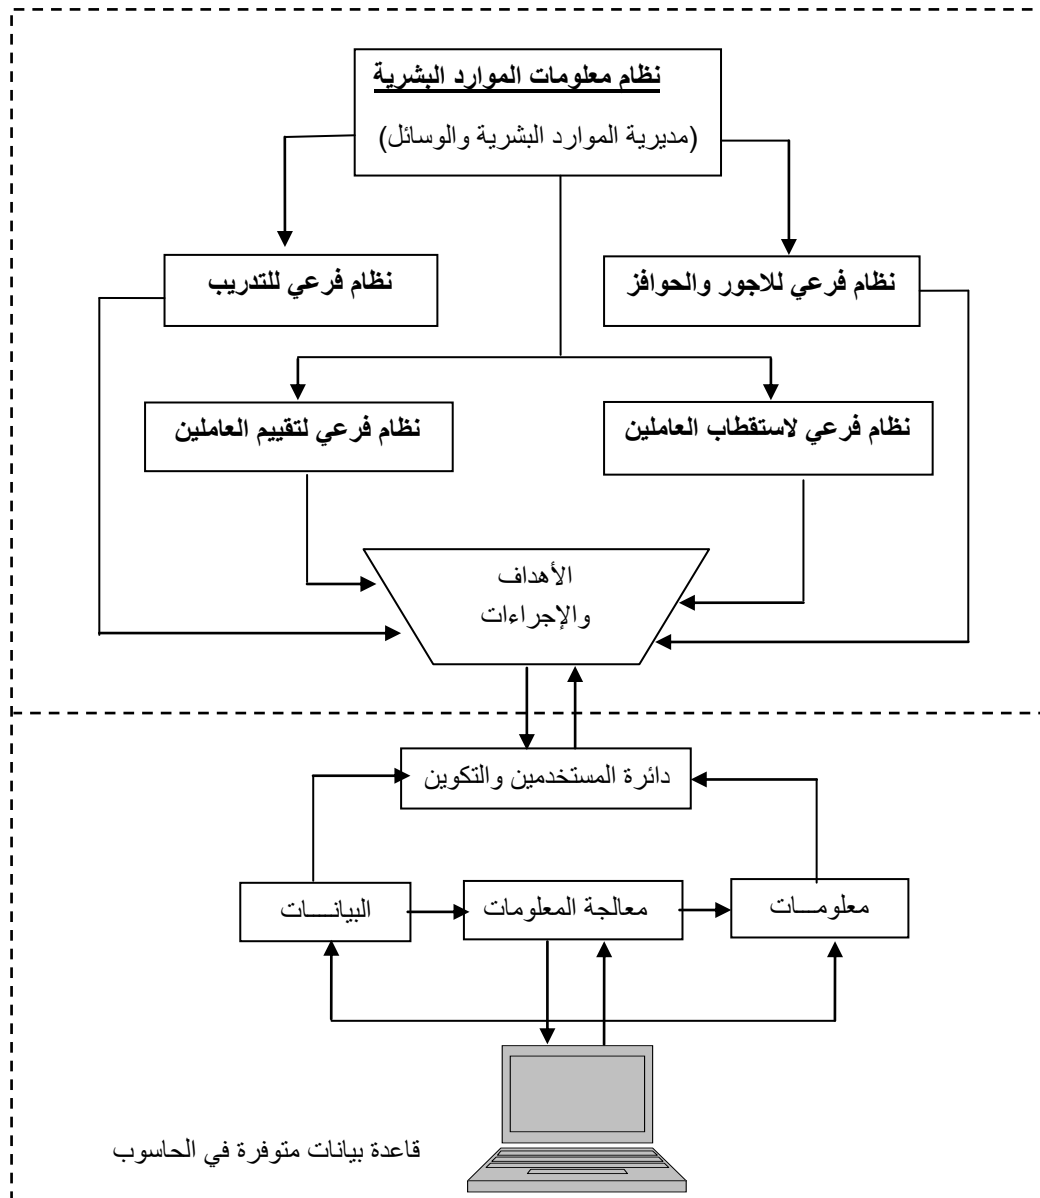 نظام معلومات الموارد البشرية
(مديرية الموارد البشرية والوسائل)
نظام فرعي للاجور والحوافز
نظام فرعي للتدريب
نظام فرعي لاستقطاب العاملين
نظام فرعي لتقييم العاملين
الأهداف
والإجراءات
دائرة المستخدمين والتكوين
معلومـــات
معالجة المعلومات
البيانــــات
قاعدة بيانات متوفرة في الحاسوب